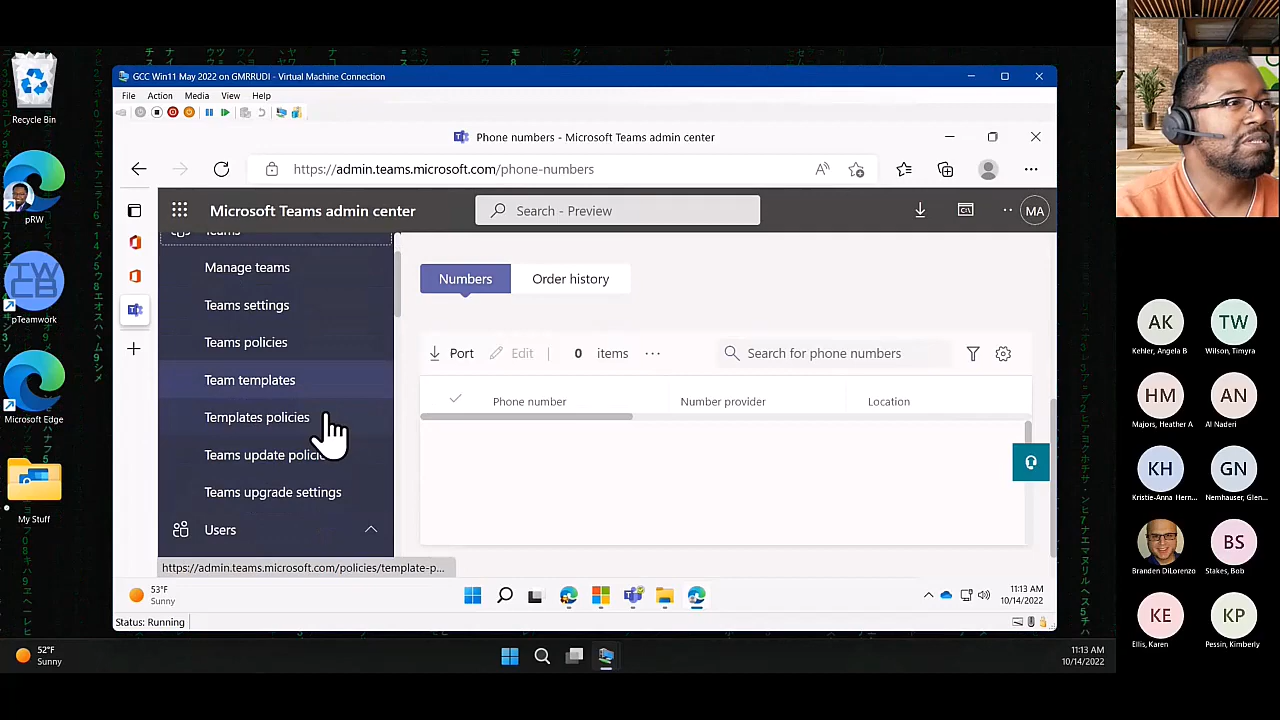 Recycle Bin
pRW
TWCB
pTeamwork
Microsoft Edge
My Stuff
GCC Win11 May 2022 on GMRRUDI - Virtual Machine Connection
File Action Media View Help
Phone numbers - Microsoft Teams admin center
https://admin.teams.microsoft.com/phone-numbers
Microsoft Teams admin center
Search - Preview
MA
Teams
Manage teams
Teams settings
Teams policies
Team templates
Templates policies
Teams update
Teams upgrade settings
Users
https://admin.teams.microsoft.com/policies/template-p...
Numbers
Order history
Port
Edit
0 items
Search for phone numbers
Phone number
Number provider
Location
53°F
Sunny
11:13 AM
10/14/2022
Status: Running
52°F
Sunny
11:13 AM
10/14/2022
AK
Kehler, Angela B
TW
Wilson, Timyra
HM
Majors, Heather A
AN
Al Naderi
KH
Kristie-Anna Hern...
GN
Nemhauser, Glen...
Branden DiLorenzo
BS
Stakes, Bob
KE
Ellis, Karen
KP
Pessin, Kimberly